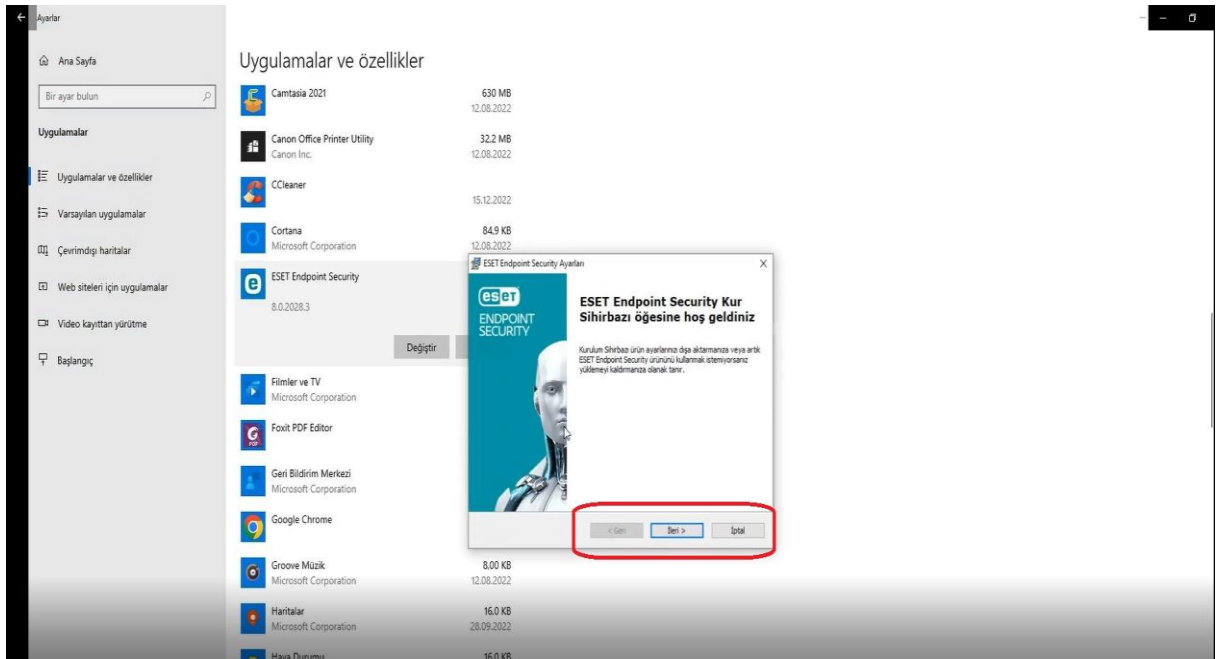 Ayarlar
Ana Sayfa
Bir ayar bulun
Uygulamalar
Uygulamalar ve özellikler
Varsayılan uygulamalar
Çevrimdışı haritalar
Web siteleri için uygulamalar
Video kayıttan yürütme
Başlangıç
Uygulamalar ve özellikler
Camtasia 2021 630 MB
12.08.2022
Canon Office Printer Utility 32,2 MB
Canon Inc. 12.08.2022
CCleaner
15.12.2022
Cortana 84,9 KB
Microsoft Corporation 12.08.2022
ESET Endpoint Security
8.0.2028.3
Değiştir
Filmler ve TV
Microsoft Corporation
Foxit PDF Editor
Geri Bildirim Merkezi
Microsoft Corporation
Google Chrome
Groove Müzik 8,00 KB
Microsoft Corporation 12.08.2022
Haritalar 16,0 KB
Microsoft Corporation 28.09.2022
Hava Durumu 16,0 KB
ESET Endpoint Security Ayarları
eset
ENDPOINT
SECURITY
ESET Endpoint Security Kur
Sihirbazı öğesine hoş geldiniz
Kurulum Sihirbazı ürün ayarlarınızı dışa aktarmanıza veya artık
ESET Endpoint Security ürününü kullanmak istemiyorsanız
yüklemeyi kaldırmanıza olanak tanır.
< Geri İleri > İptal